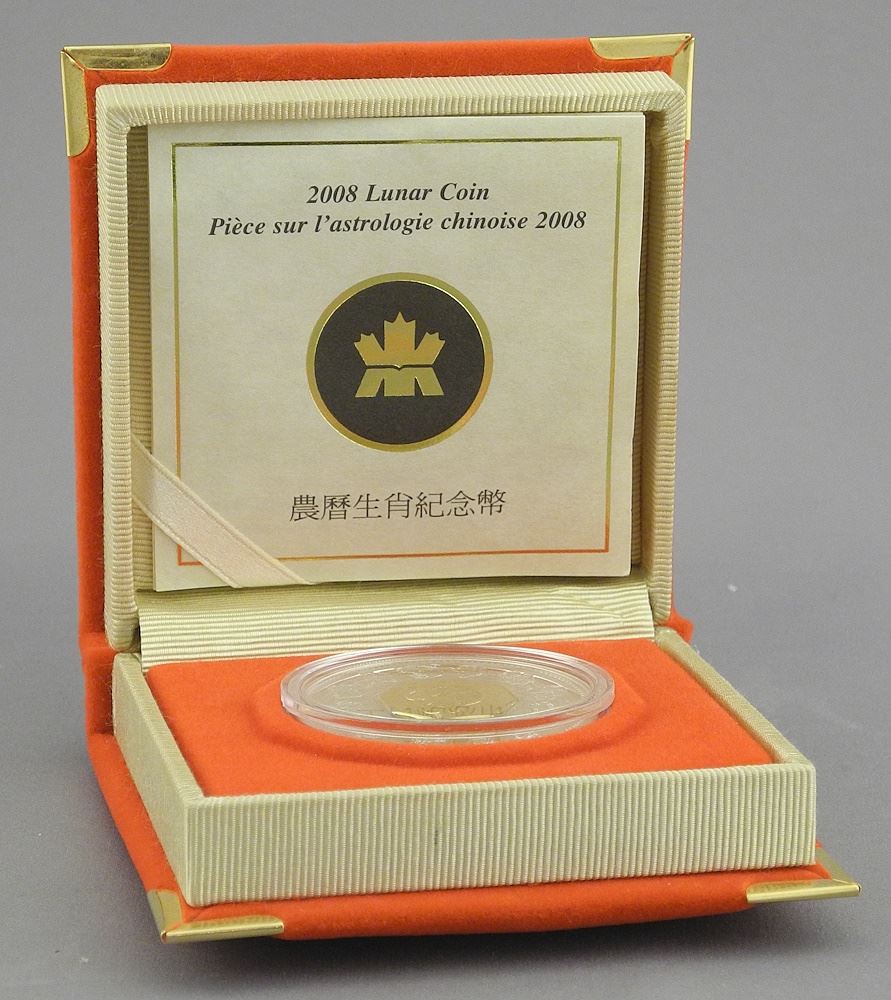 2008 Lunar Coin
Pièce sur l'astrologie chinoise 2008
農曆生肖紀念幣